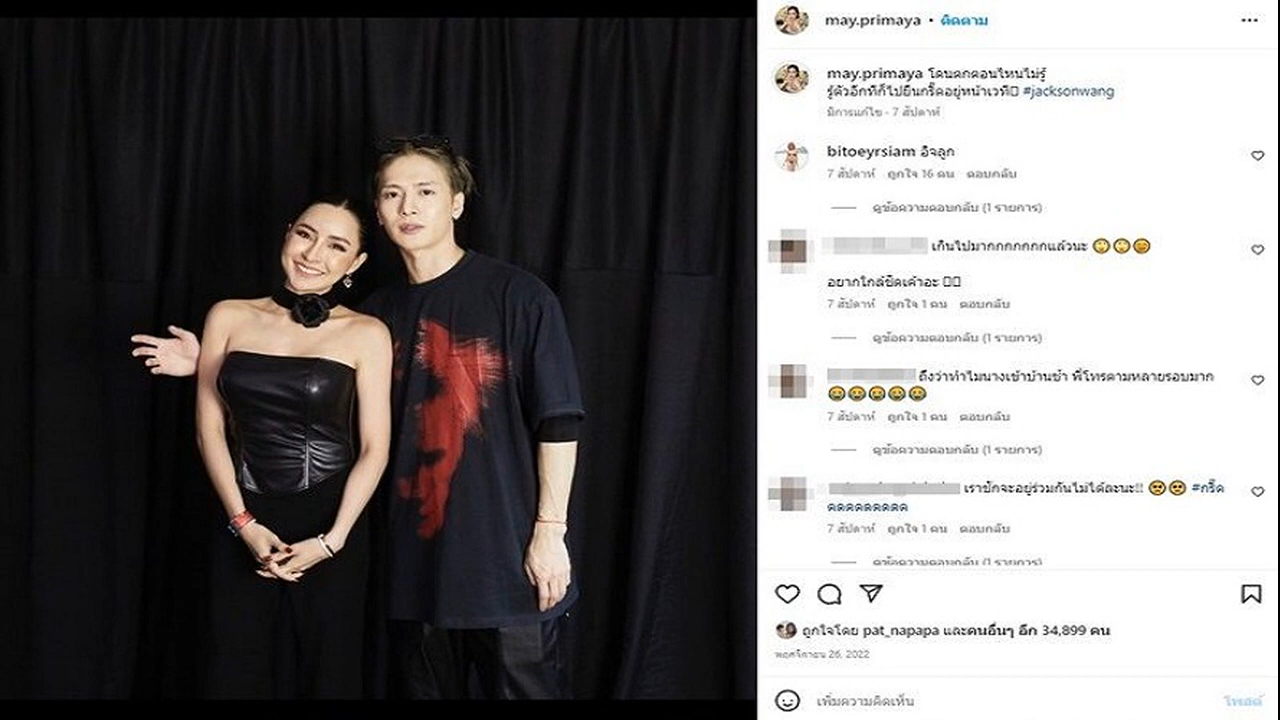 may.primaya • ติดตาม
may.primaya โดนตกตอนไหนไม่รู้
รู้ตัวอีกทีก็ไปยืนกรี๊ดอยู่หน้าเวที #jacksonwang
มีการแก้ไข · 7 สัปดาห์
bitoeyrsiam อิจลูก
7 สัปดาห์ ถูกใจ 16 คน ตอบกลับ
ดูข้อความตอบกลับ (1 รายการ)
เกินไปมากกกกกกกแล้วนะ
อยากใกล้ชิดเค้าอะ
7 สัปดาห์ ถูกใจ 1 คน ตอบกลับ
ดูข้อความตอบกลับ (1 รายการ)
ถึงว่าทำไมนางเข้าบ้านช้า พี่โทรตามหลายรอบมาก
7 สัปดาห์ ถูกใจ 1 คน ตอบกลับ
ดูข้อความตอบกลับ (1 รายการ)
เราชักจะอยู่ร่วมกันไม่ได้ละนะ!! #กรี๊ด
ดดดดดดดดด
7 สัปดาห์ ถูกใจ 1 คน ตอบกลับ
ดูข้อความตอบกลับ (1 รายการ)
ถูกใจโดย pat_napapa และคนอื่นๆ อีก 34,899 คน
พฤศจิกายน 26, 2022
เพิ่มความคิดเห็น
โพสต์